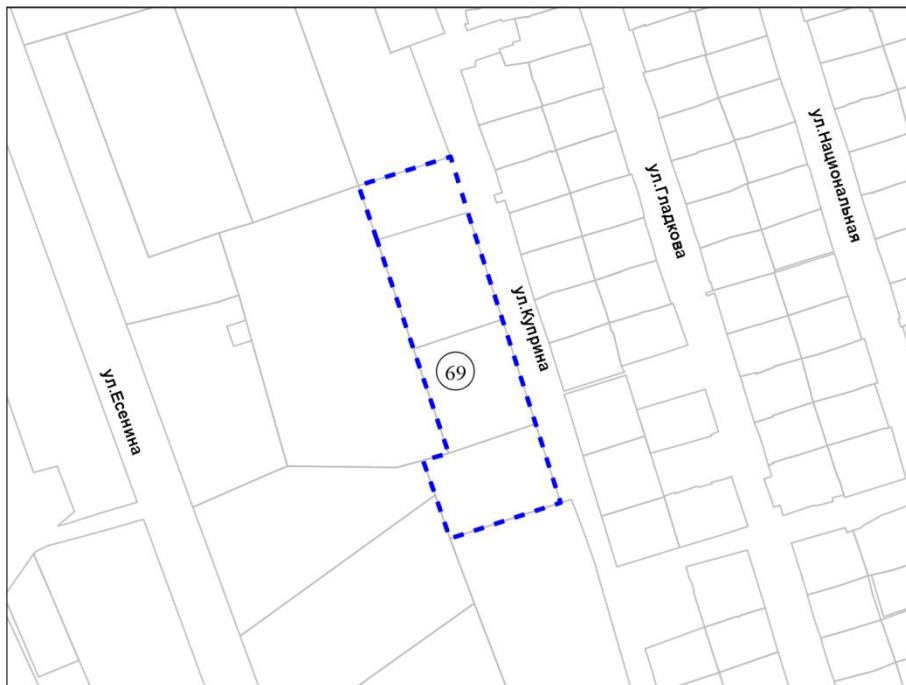 ул.Национальная
ул.Гладкова
ул.Куприна
69
ул.Есенина